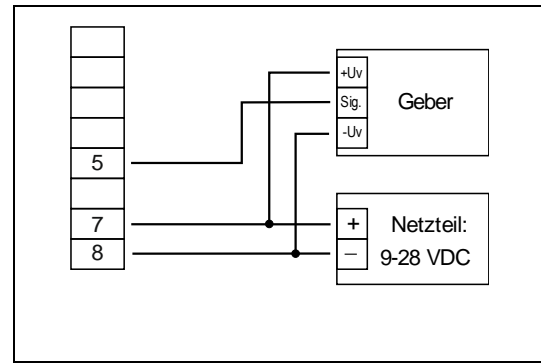 +Uv
Sig.
-Uv
Geber
5
7
8
+
–
Netzteil:
9-28 VDC